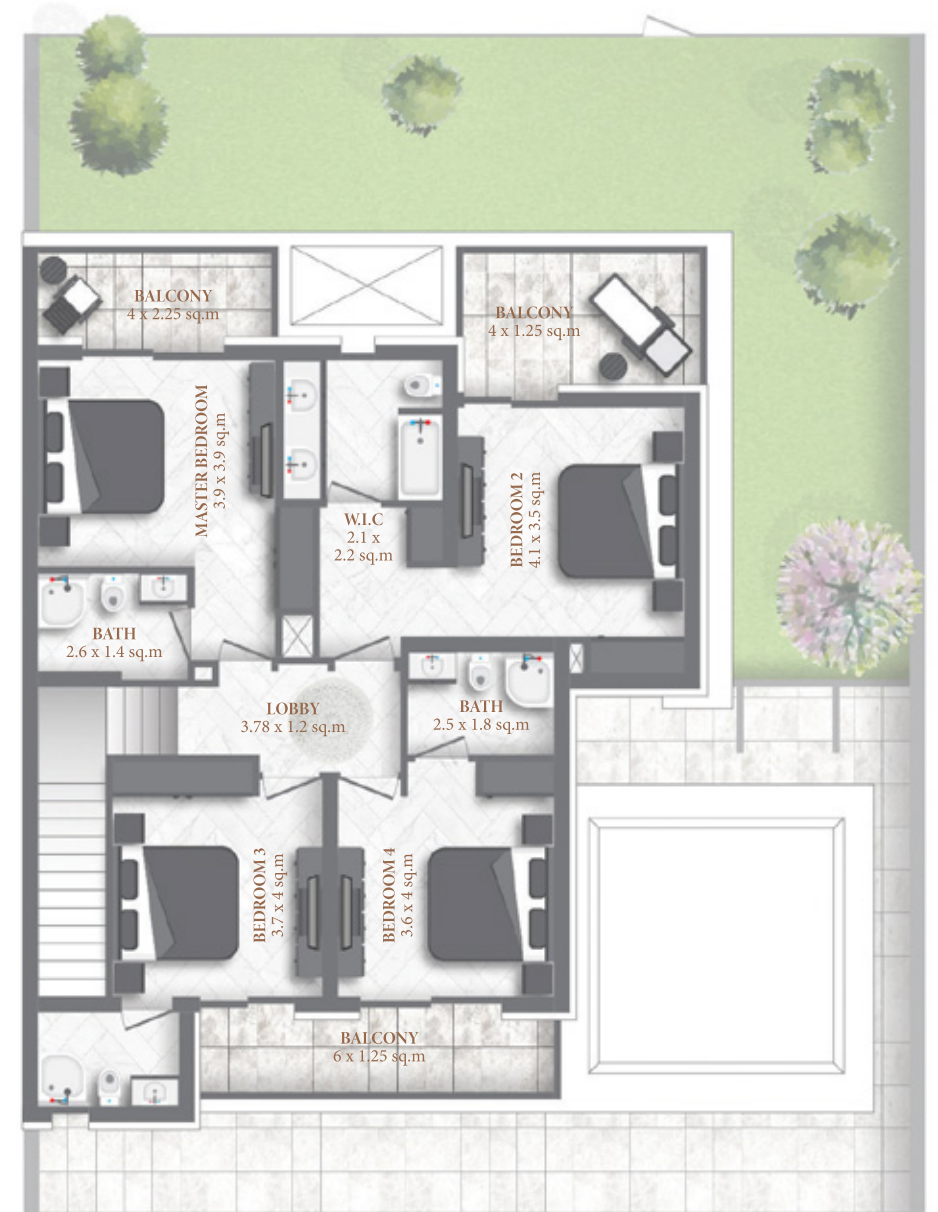 BALCONY
4 x 2.25 sq.m
BALCONY
4 x 1.25 sq.m
MASTER BEDROOM
3.9 x 3.9 sq.m
W.I.C
2.1 x
2.2 sq.m
BEDROOM 2
4.1 x 3.5 sq.m
BATH
2.6 x 1.4 sq.m
LOBBY
3.78 x 1.2 sq.m
BATH
2.5 x 1.8 sq.m
BEDROOM 3
3.7 x 4 sq.m
BEDROOM 4
3.6 x 4 sq.m
BALCONY
6 x 1.25 sq.m